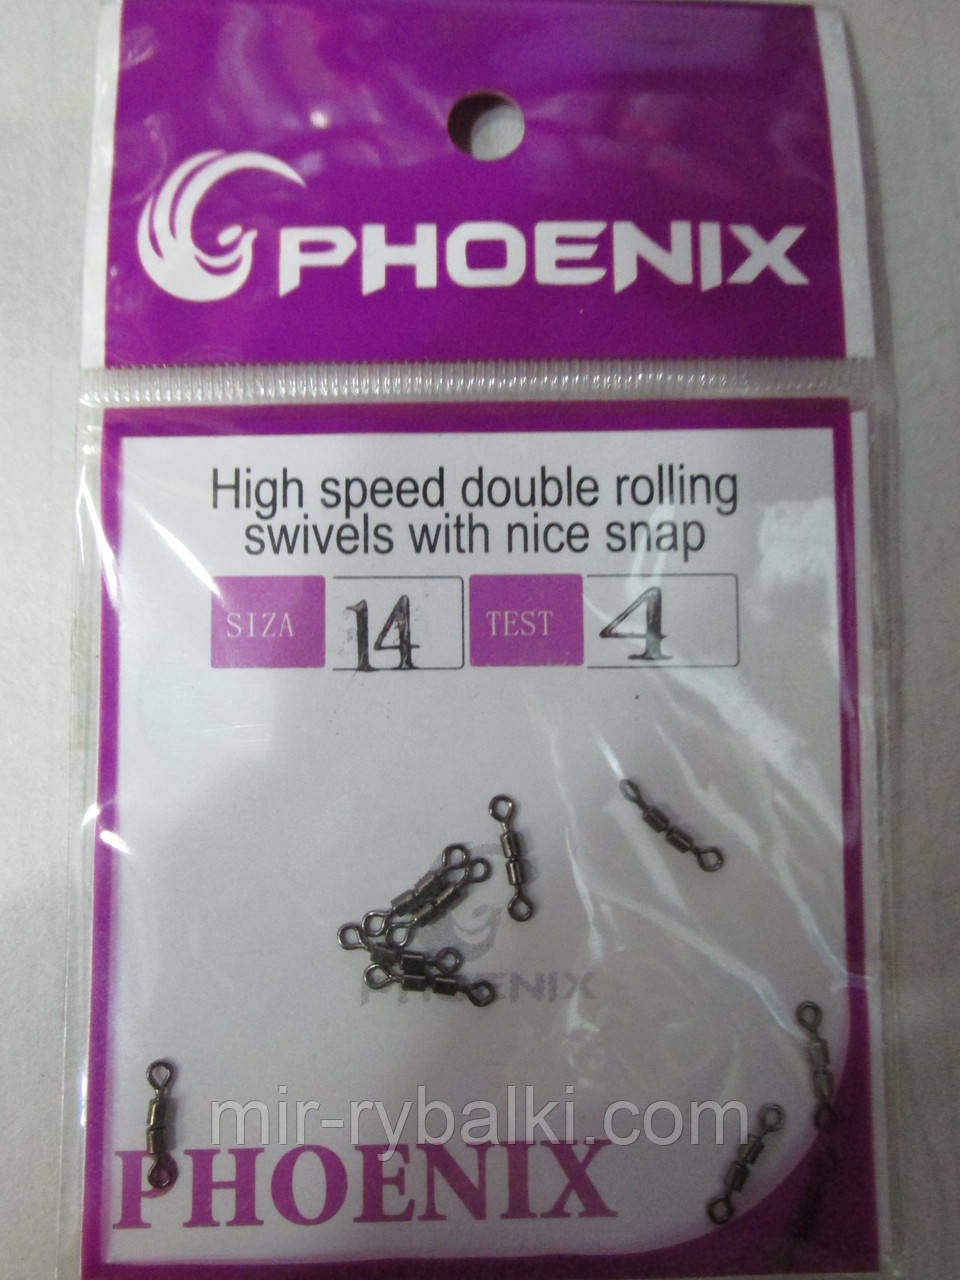 PHOENIX
High speed double rolling
swivels with nice snap
SIZA 14 TEST 4
PHOENIX
mir-rybalki.com
PHOENIX